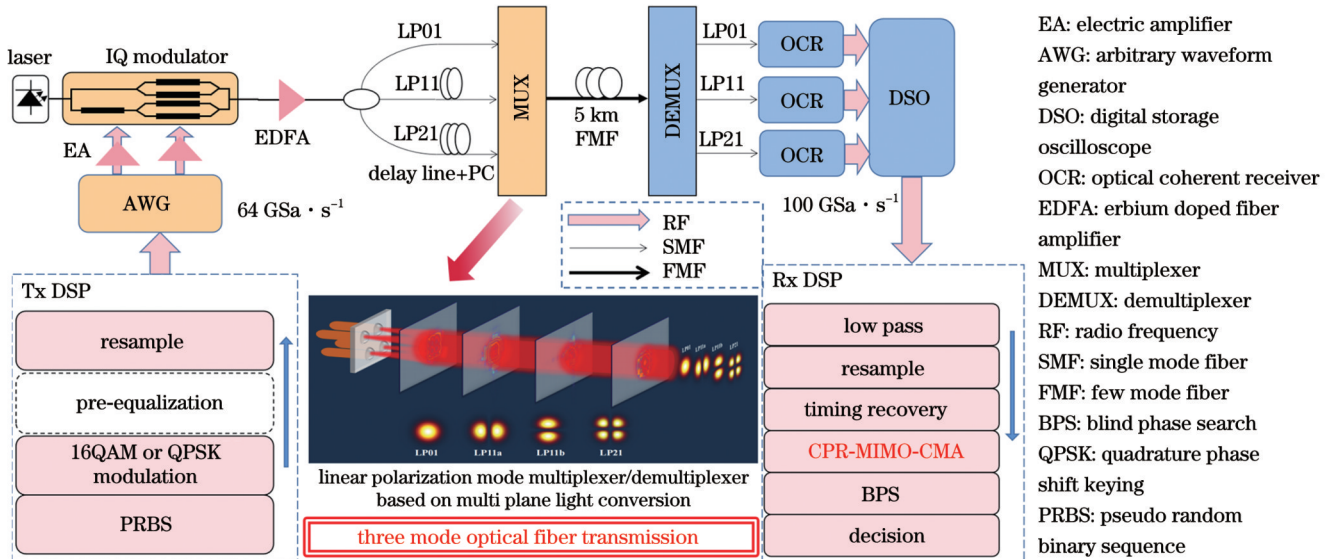 laser
IQ modulator
EA
AWG
64 GSa · s⁻¹
EDFA
LP01
LP11
LP21
delay line+PC
MUX
5 km
FMF
DEMUX
LP01
LP11
LP21
OCR
OCR
OCR
DSO
100 GSa · s⁻¹
RF
SMF
FMF
Tx DSP
resample
pre-equalization
16QAM or QPSK
modulation
PRBS
LP01
LP11a
LP11b
LP21
LP01
LP11a
LP11b
LP21
linear polarization mode multiplexer/demultiplexer
based on multi plane light conversion
three mode optical fiber transmission
Rx DSP
low pass
resample
timing recovery
CPR-MIMO-CMA
BPS
decision
EA: electric amplifier
AWG: arbitrary waveform
generator
DSO: digital storage
oscilloscope
OCR: optical coherent receiver
EDFA: erbium doped fiber
amplifier
MUX: multiplexer
DEMUX: demultiplexer
RF: radio frequency
SMF: single mode fiber
FMF: few mode fiber
BPS: blind phase search
QPSK: quadrature phase
shift keying
PRBS: pseudo random
binary sequence